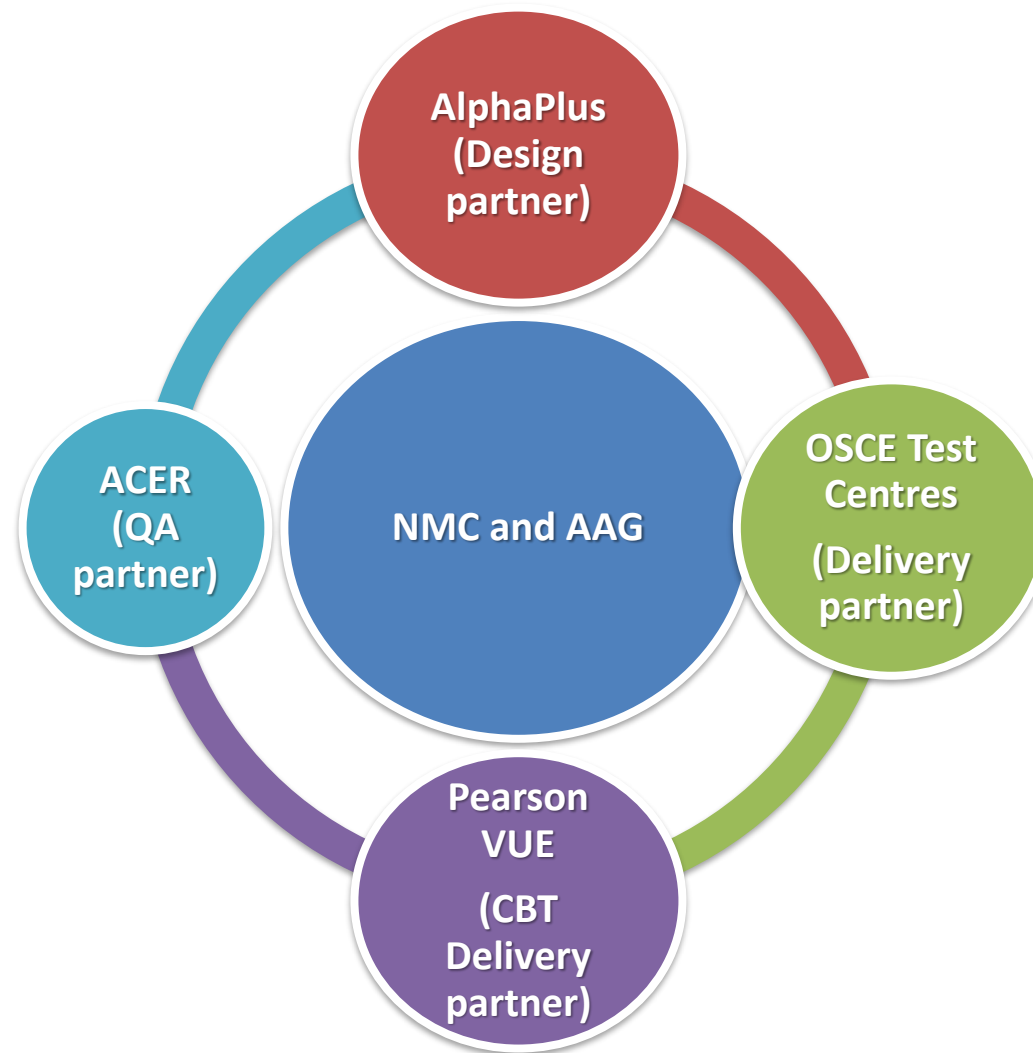 AlphaPlus
(Design
partner)
OSCE Test
Centres
(Delivery
partner)
NMC and AAG
ACER
(QA
partner)
Pearson
VUE
(CBT
Delivery
partner)